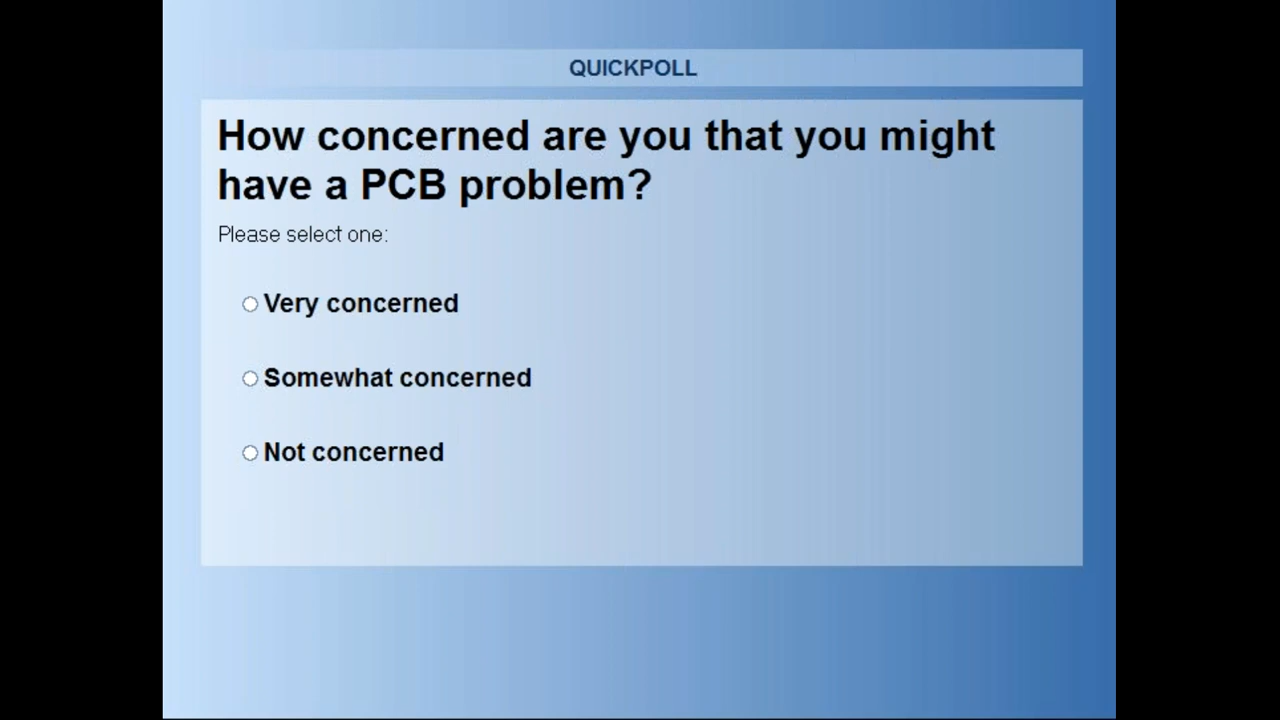 QUICKPOLL
How concerned are you that you might
have a PCB problem?
Please select one:
Very concerned
Somewhat concerned
Not concerned